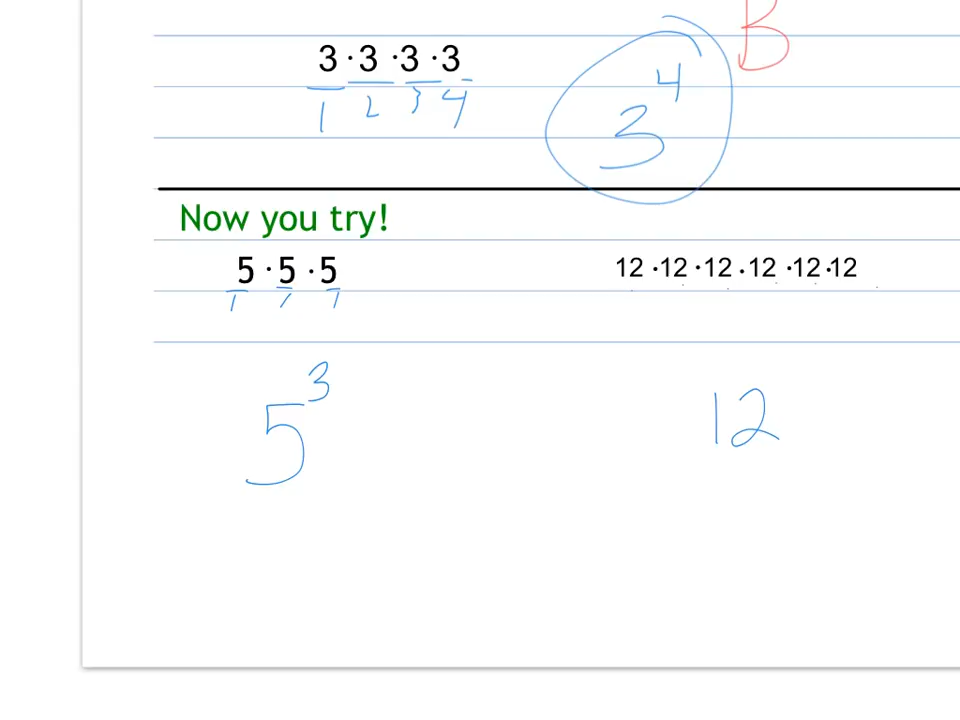 B
3 · 3 · 3 · 3
1 2 3 4
3⁴
Now you try!
5 · 5 · 5
12 · 12 · 12 · 12 · 12 · 12
5³
12